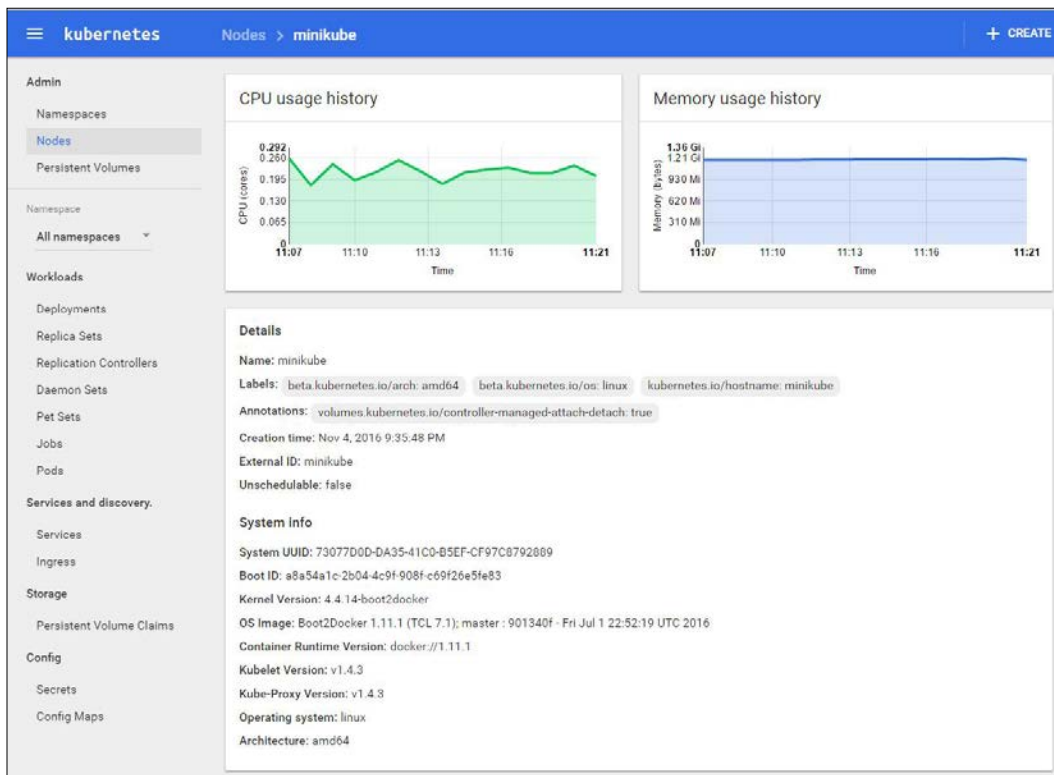 kubernetes
Nodes > minikube
+ CREATE
Admin
Namespaces
Nodes
Persistent Volumes
Namespace
All namespaces
Workloads
Deployments
Replica Sets
Replication Controllers
Daemon Sets
Pet Sets
Jobs
Pods
Services and discovery.
Services
Ingress
Storage
Persistent Volume Claims
Config
Secrets
Config Maps
CPU usage history
CPU (cores)
0.292
0.260
0.195
0.130
0.065
0
11:07 11:10 11:13 11:16 11:21
Time
Memory usage history
Memory (bytes)
1.36 Gi
1.21 Gi
930 Mi
620 Mi
310 Mi
0
11:07 11:10 11:13 11:16 11:21
Time
Details
Name: minikube
Labels: beta.kubernetes.io/arch: amd64 beta.kubernetes.io/os: linux kubernetes.io/hostname: minikube
Annotations: volumes.kubernetes.io/controller-managed-attach-detach: true
Creation time: Nov 4, 2016 9:35:48 PM
External ID: minikube
Unschedulable: false
System info
System UUID: 73077D0D-DA35-41C0-B5EF-CF97C8792889
Boot ID: a8a54a1c-2b04-4c9f-908f-c69f26e5fe83
Kernel Version: 4.4.14-boot2docker
OS Image: Boot2Docker 1.11.1 (TCL 7.1); master : 901340f - Fri Jul 1 22:52:19 UTC 2016
Container Runtime Version: docker://1.11.1
Kubelet Version: v1.4.3
Kube-Proxy Version: v1.4.3
Operating system: linux
Architecture: amd64